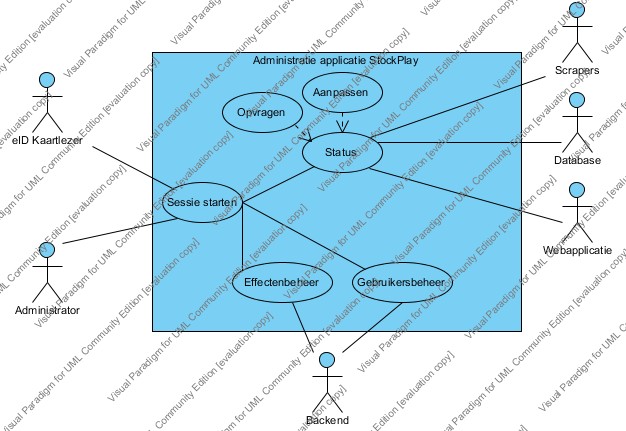 Administratie applicatie StockPlay
Scrapers
Aanpassen
Opvragen
eID Kaartlezer
Status
Database
Sessie starten
Webapplicatie
Effectenbeheer
Gebruikersbeheer
Administrator
Backend
Visual Paradigm for UML Community Edition [evaluation copy]